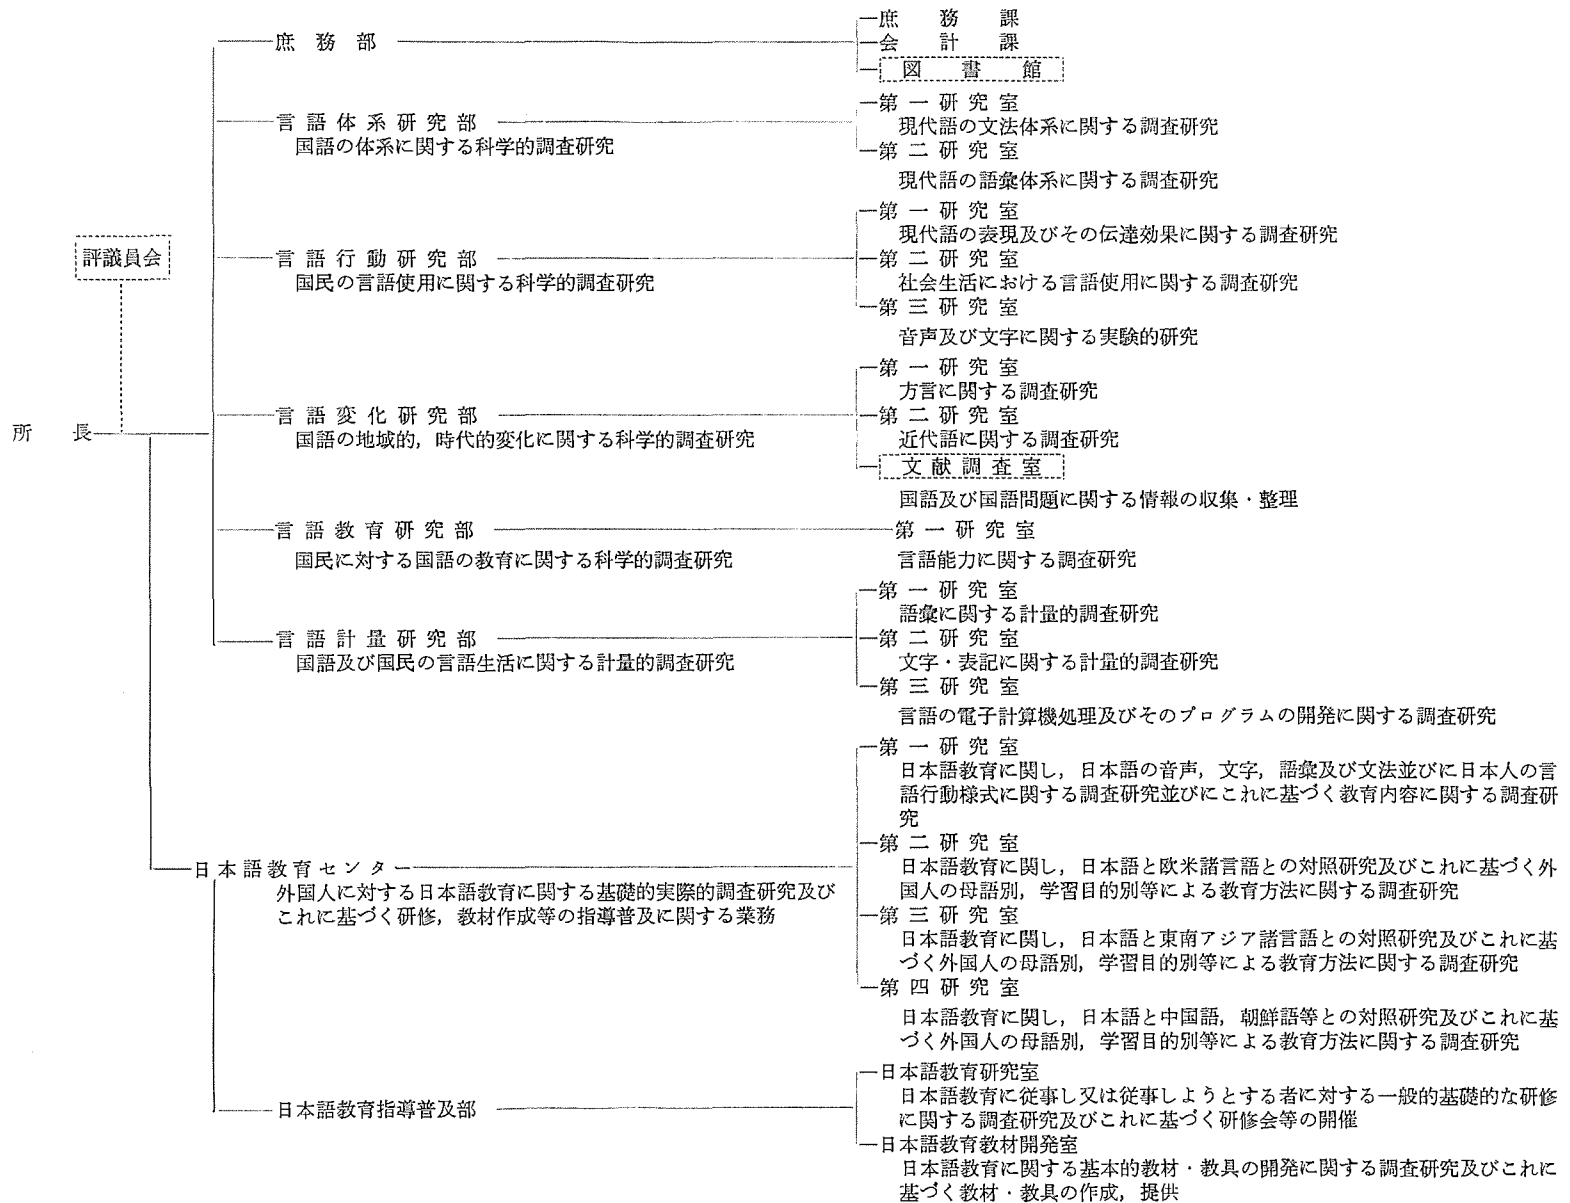 所長
評議員会
庶務部
庶務課
会計課
図書館
言語体系研究部
国語の体系に関する科学的調査研究
第一研究室
現代語の文法体系に関する調査研究
第二研究室
現代語の語彙体系に関する調査研究
言語行動研究部
国民の言語使用に関する科学的調査研究
第一研究室
現代語の表現及びその伝達効果に関する調査研究
第二研究室
社会生活における言語使用に関する調査研究
第三研究室
音声及び文字に関する実験的研究
言語変化研究部
国語の地域的，時代的変化に関する科学的調査研究
第一研究室
方言に関する調査研究
第二研究室
近代語に関する調査研究
文献調査室
国語及び国語問題に関する情報の収集・整理
言語教育研究部
国民に対する国語の教育に関する科学的調査研究
第一研究室
言語能力に関する調査研究
言語計量研究部
国語及び国民の言語生活に関する計量的調査研究
第一研究室
語彙に関する計量的調査研究
第二研究室
文字・表記に関する計量的調査研究
第三研究室
言語の電子計算機処理及びそのプログラムの開発に関する調査研究
日本語教育センター
外国人に対する日本語教育に関する基礎的実際的調査研究及び
これに基づく研修，教材作成等の指導普及に関する業務
第一研究室
日本語教育に関し，日本語の音声，文字，語彙及び文法並びに日本人の言
語行動様式に関する調査研究並びにこれに基づく教育内容に関する調査研
究
第二研究室
日本語教育に関し，日本語と欧米諸言語との対照研究及びこれに基づく外
国人の母語別，学習目的別等による教育方法に関する調査研究
第三研究室
日本語教育に関し，日本語と東南アジア諸言語との対照研究及びこれに基
づく外国人の母語別，学習目的別等による教育方法に関する調査研究
第四研究室
日本語教育に関し，日本語と中国語，朝鮮語等との対照研究及びこれに基
づく外国人の母語別，学習目的別等による教育方法に関する調査研究
日本語教育指導普及部
日本語教育研究室
日本語教育に従事し又は従事しようとする者に対する一般的基礎的な研修
に関する調査研究及びこれに基づく研修会等の開催
日本語教育教材開発室
日本語教育に関する基本的教材・教具の開発に関する調査研究及びこれに
基づく教材・教具の作成，提供